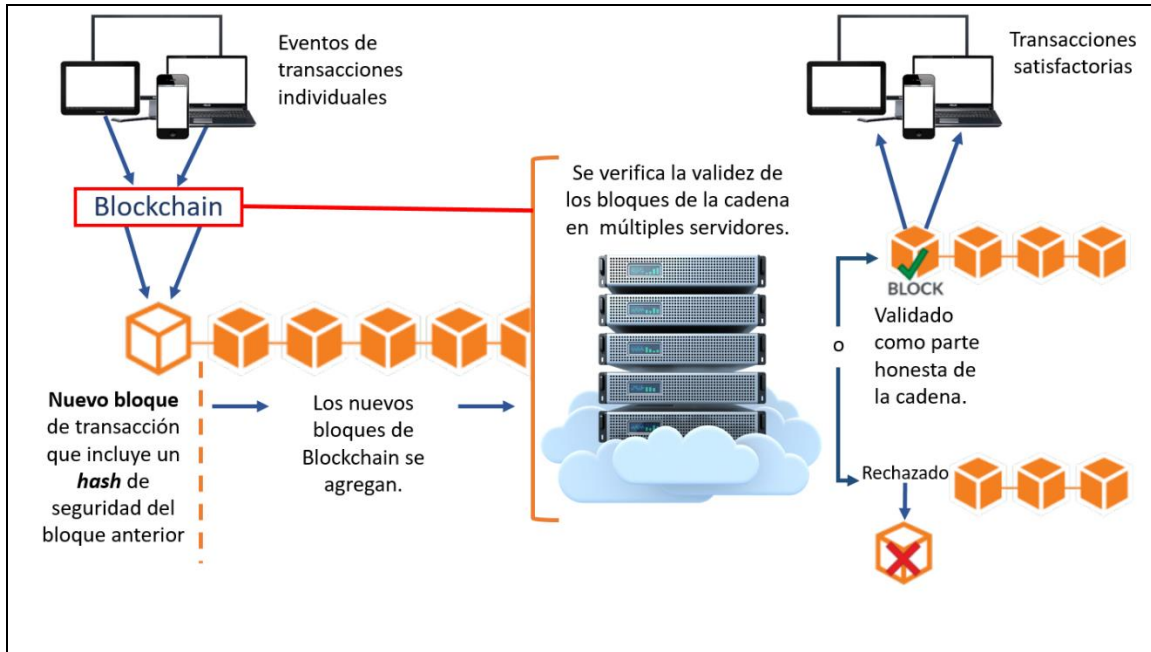 Eventos de
transacciones
individuales
Blockchain
Nuevo bloque
de transacción
que incluye un
hash de
seguridad del
bloque anterior
Los nuevos
bloques de
Blockchain se
agregan.
Se verifica la validez de
los bloques de la cadena
en múltiples servidores.
Transacciones
satisfactorias
BLOCK
o
Validado
como parte
honesta de
la cadena.
Rechazado